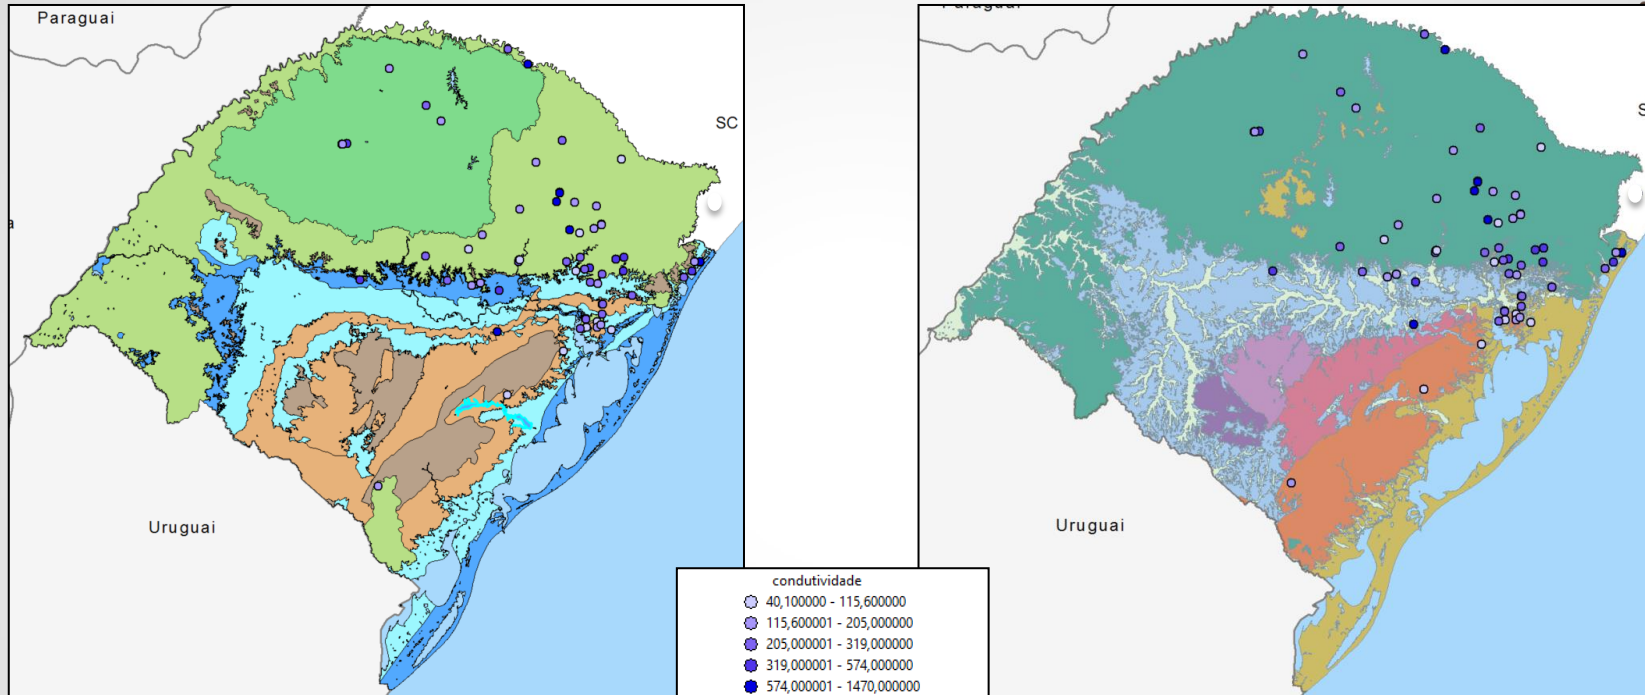 Paraguai
SC
Uruguai
Paraguai
S
Uruguai
condutividade
40,100000 - 115,600000
115,600001 - 205,000000
205,000001 - 319,000000
319,000001 - 574,000000
574,000001 - 1470,000000